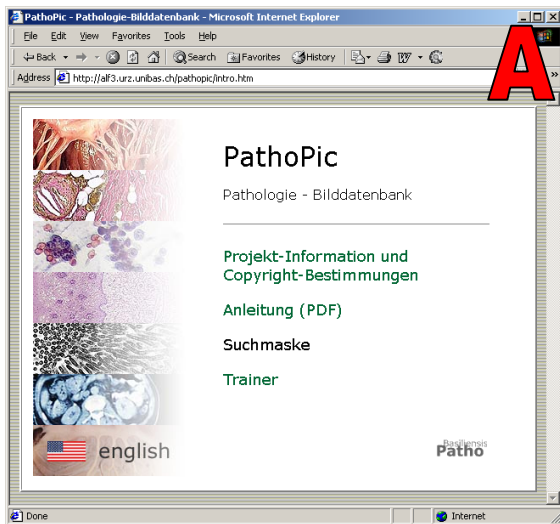 PathoPic - Pathologie-Bilddatenbank - Microsoft Internet Explorer
File Edit View Favorites Tools Help
Back Search Favorites History
Address http://alf3.urz.unibas.ch/pathopic/intro.htm
A
PathoPic
Pathologie - Bilddatenbank
Projekt-Information und
Copyright-Bestimmungen
Anleitung (PDF)
Suchmaske
Trainer
english
Basiliensis
Patho
Done Internet